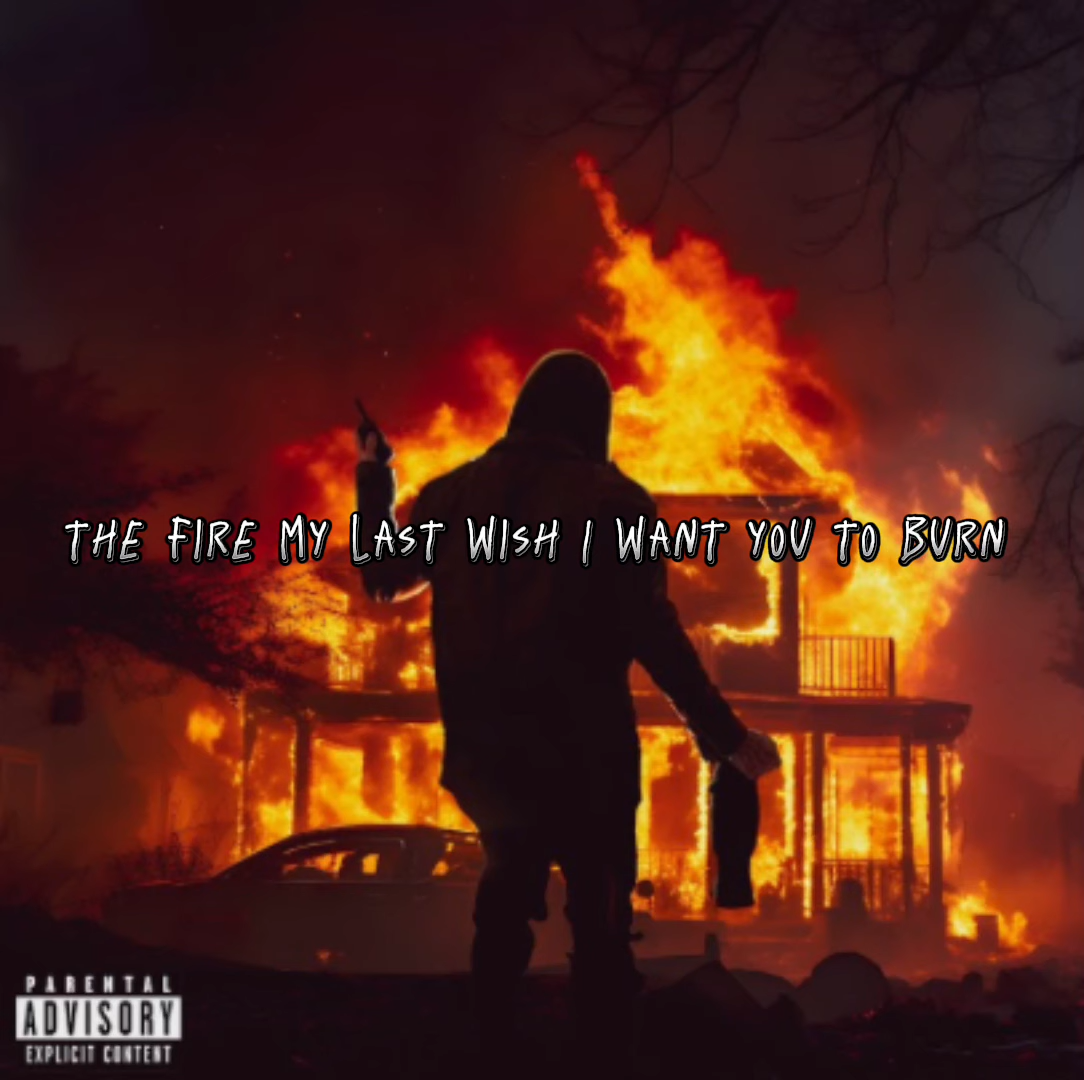 THE FIRE MY LAST WISH I WANT YOU TO BURN
PARENTAL
ADVISORY
EXPLICIT CONTENT